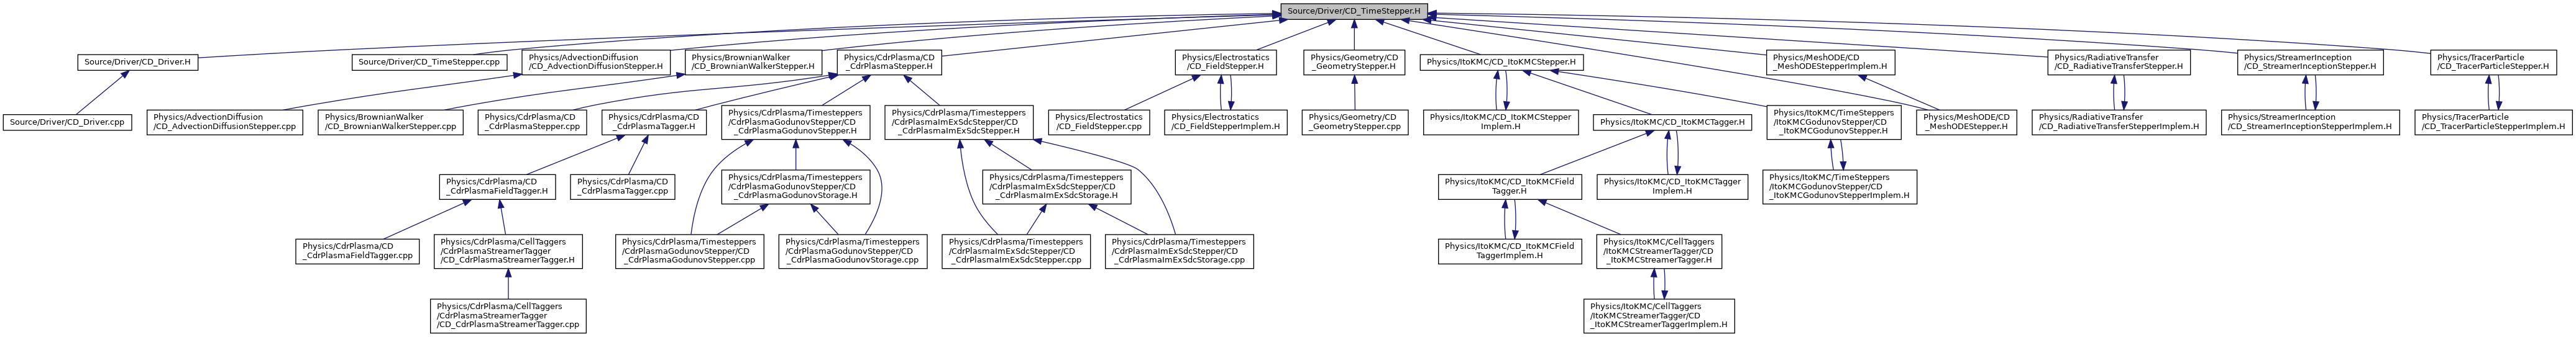 Source/Driver/CD_TimeStepper.H
Source/Driver/CD_Driver.H
Source/Driver/CD_TimeStepper.cpp
Physics/AdvectionDiffusion
/CD_AdvectionDiffusionStepper.H
Physics/BrownianWalker
/CD_BrownianWalkerStepper.H
Physics/CdrPlasma/CD
_CdrPlasmaStepper.H
Physics/Electrostatics
/CD_FieldStepper.H
Physics/Geometry/CD
_GeometryStepper.H
Physics/ItoKMC/CD_ItoKMCStepper.H
Physics/MeshODE/CD
_MeshODEStepperImplem.H
Physics/RadiativeTransfer
/CD_RadiativeTransferStepper.H
Physics/StreamerInception
/CD_StreamerInceptionStepper.H
Physics/TracerParticle
/CD_TracerParticleStepper.H
Source/Driver/CD_Driver.cpp
Physics/AdvectionDiffusion
/CD_AdvectionDiffusionStepper.cpp
Physics/BrownianWalker
/CD_BrownianWalkerStepper.cpp
Physics/CdrPlasma/CD
_CdrPlasmaStepper.cpp
Physics/CdrPlasma/CD
_CdrPlasmaTagger.H
Physics/CdrPlasma/Timesteppers
/CdrPlasmaGodunovStepper/CD
_CdrPlasmaGodunovStepper.H
Physics/CdrPlasma/Timesteppers
/CdrPlasmaImExSdcStepper/CD
_CdrPlasmaImExSdcStepper.H
Physics/Electrostatics
/CD_FieldStepper.cpp
Physics/Electrostatics
/CD_FieldStepperImplem.H
Physics/Geometry/CD
_GeometryStepper.cpp
Physics/ItoKMC/CD_ItoKMCStepper
Implem.H
Physics/ItoKMC/CD_ItoKMCTagger.H
Physics/ItoKMC/TimeSteppers
/ItoKMCGodunovStepper/CD
_ItoKMCGodunovStepper.H
Physics/MeshODE/CD
_MeshODEStepper.H
Physics/RadiativeTransfer
/CD_RadiativeTransferStepperImplem.H
Physics/StreamerInception
/CD_StreamerInceptionStepperImplem.H
Physics/TracerParticle
/CD_TracerParticleStepperImplem.H
Physics/CdrPlasma/CD
_CdrPlasmaFieldTagger.H
Physics/CdrPlasma/CD
_CdrPlasmaTagger.cpp
Physics/CdrPlasma/Timesteppers
/CdrPlasmaGodunovStepper/CD
_CdrPlasmaGodunovStorage.H
Physics/CdrPlasma/Timesteppers
/CdrPlasmaImExSdcStepper/CD
_CdrPlasmaImExSdcStorage.H
Physics/ItoKMC/CD_ItoKMCField
Tagger.H
Physics/ItoKMC/CD_ItoKMCTagger
Implem.H
Physics/ItoKMC/TimeSteppers
/ItoKMCGodunovStepper/CD
_ItoKMCGodunovStepperImplem.H
Physics/CdrPlasma/CD
_CdrPlasmaFieldTagger.cpp
Physics/CdrPlasma/CellTaggers
/CdrPlasmaStreamerTagger
/CD_CdrPlasmaStreamerTagger.H
Physics/CdrPlasma/Timesteppers
/CdrPlasmaGodunovStepper/CD
_CdrPlasmaGodunovStepper.cpp
Physics/CdrPlasma/Timesteppers
/CdrPlasmaGodunovStepper/CD
_CdrPlasmaGodunovStorage.cpp
Physics/CdrPlasma/Timesteppers
/CdrPlasmaImExSdcStepper/CD
_CdrPlasmaImExSdcStepper.cpp
Physics/CdrPlasma/Timesteppers
/CdrPlasmaImExSdcStepper/CD
_CdrPlasmaImExSdcStorage.cpp
Physics/ItoKMC/CD_ItoKMCField
TaggerImplem.H
Physics/ItoKMC/CellTaggers
/ItoKMCStreamerTagger/CD
_ItoKMCStreamerTagger.H
Physics/CdrPlasma/CellTaggers
/CdrPlasmaStreamerTagger
/CD_CdrPlasmaStreamerTagger.cpp
Physics/ItoKMC/CellTaggers
/ItoKMCStreamerTagger/CD
_ItoKMCStreamerTaggerImplem.H